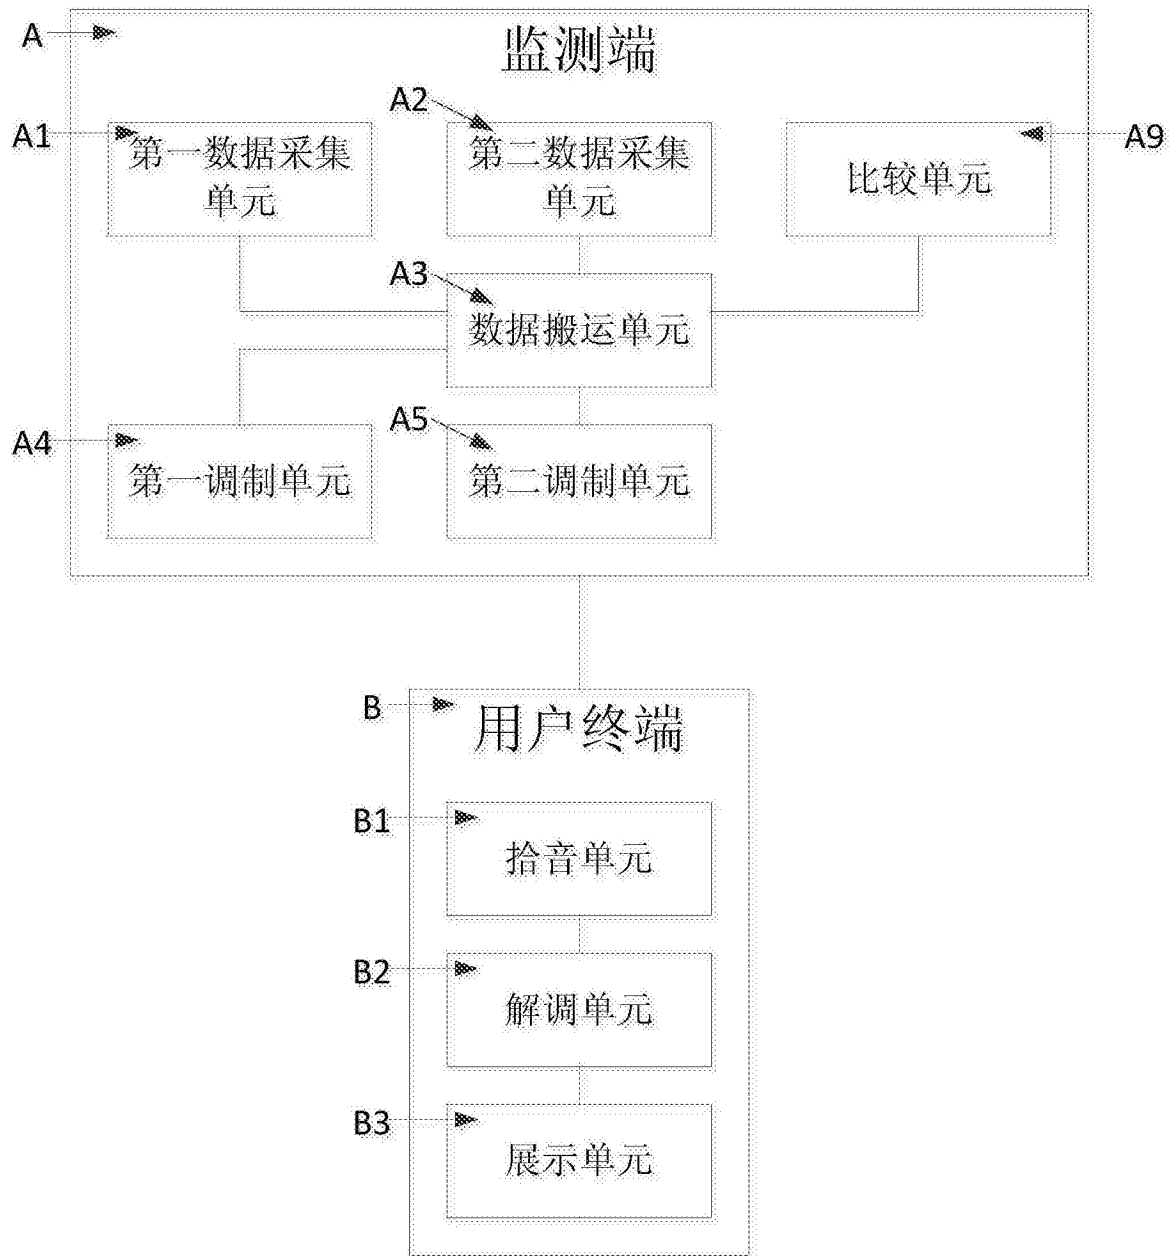 A
监测端
A1
第一数据采集
单元
A2
第二数据采集
单元
A9
比较单元
A3
数据搬运单元
A4
第一调制单元
A5
第二调制单元
B
用户终端
B1
拾音单元
B2
解调单元
B3
展示单元